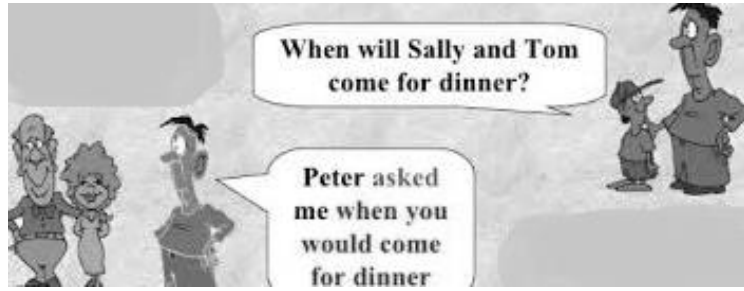 When will Sally and Tom
come for dinner?
Peter asked
me when you
would come
for dinner